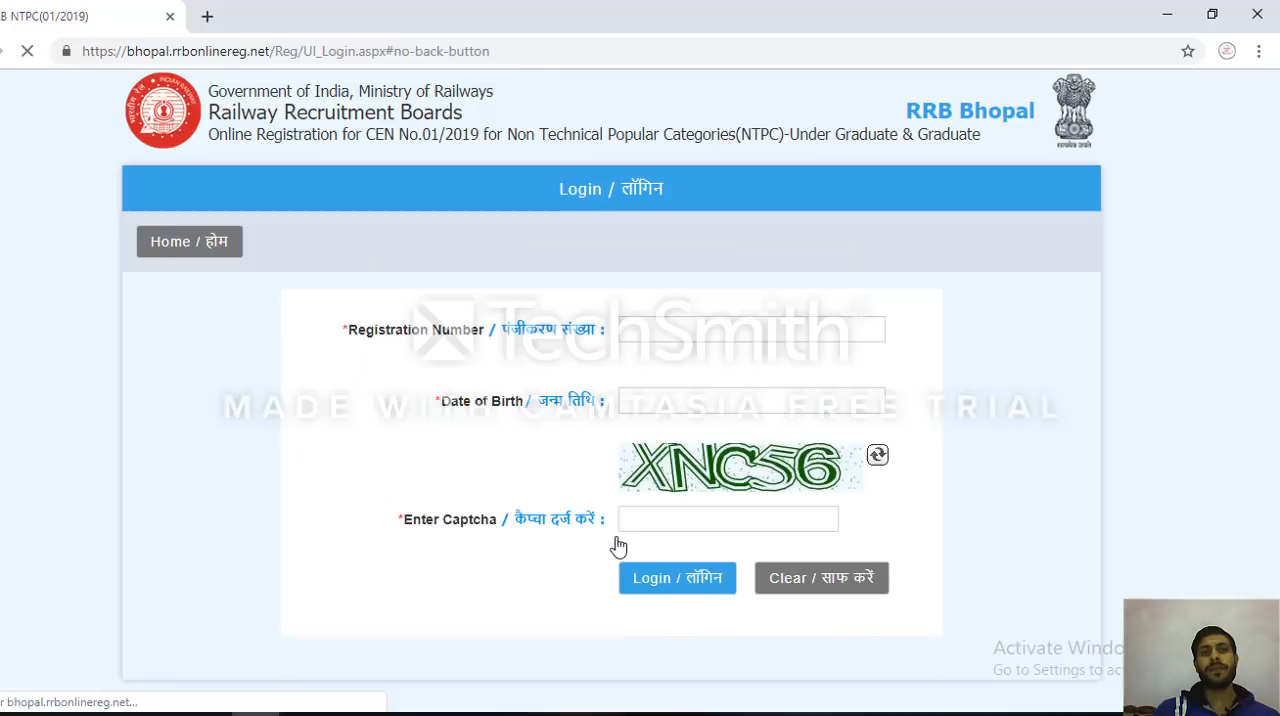 B NTPC(01/2019)
https://bhopal.rrbonlinereg.net/Reg/UI_Login.aspx#no-back-button
Government of India, Ministry of Railways
Railway Recruitment Boards
Online Registration for CEN No.01/2019 for Non Technical Popular Categories(NTPC)-Under Graduate & Graduate
RRB Bhopal
सत्यमेव जयते
Login / लॉगिन
Home / होम
*Registration Number / पंजीकरण संख्या :
TechSmith
*Date of Birth/ जन्म तिथि :
MADE WITH CAMTASIA FREE TRIAL
XNC56
*Enter Captcha / कैप्चा दर्ज करें :
Login / लॉगिन
Clear / साफ करें
Activate Windo
Go to Settings to ac
r bhopal.rrbonlinereg.net...